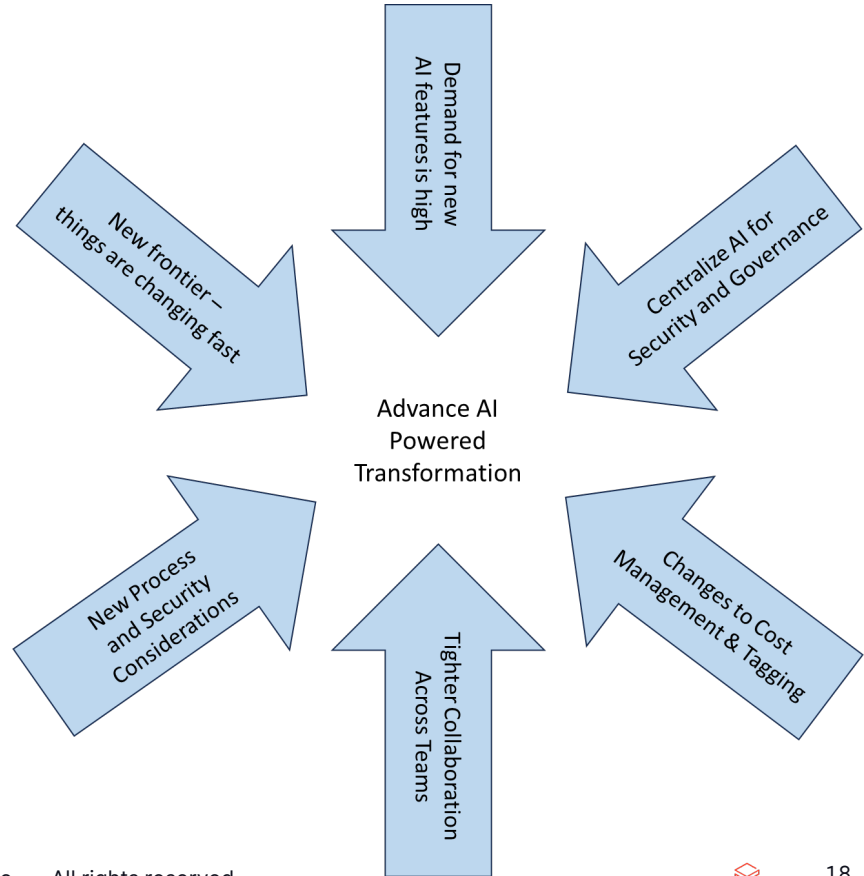 Demand for new
AI features is high
New frontier –
things are changing fast
Centralize AI for
Security and Governance
Advance AI
Powered
Transformation
New Process
and Security
Considerations
Tighter Collaboration
Across Teams
Changes to Cost
Management & Tagging
All rights reserved
18